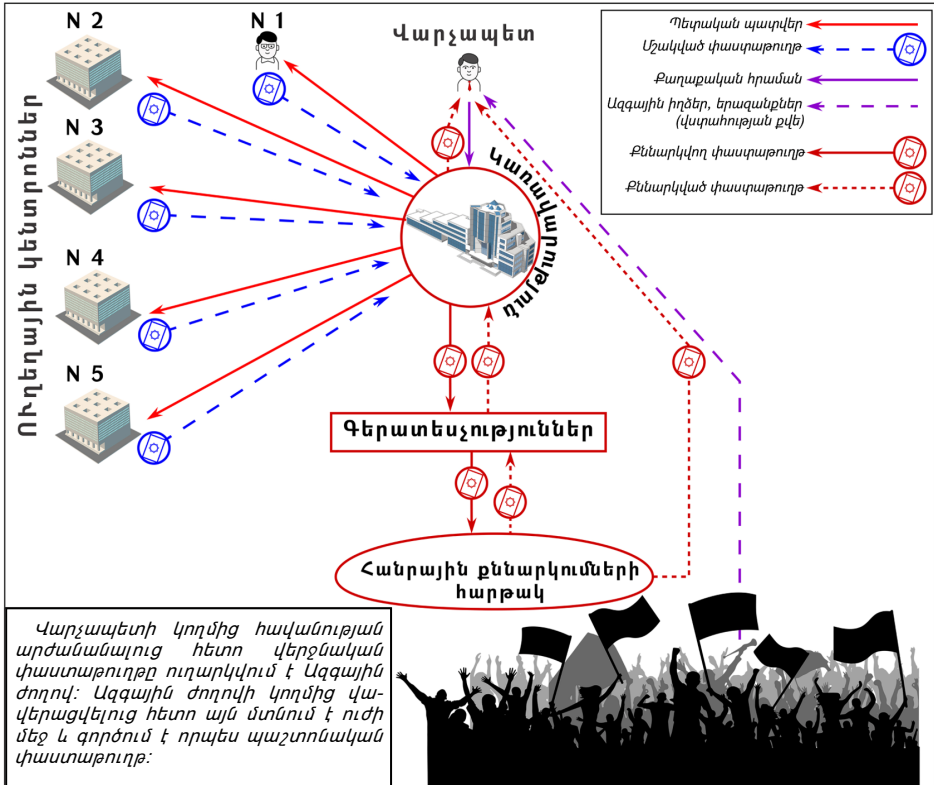 N 2
N 1
Վարչապետ
Պետական պատվեր
Մշակված փաստաթուղթ
Քաղաքական հրաման
Ազգային իղծեր, երազանքներ
(վստահության քվե)
Քննարկվող փաստաթուղթ
Քննարկված փաստաթուղթ
ՈՒղեղային կենտրոններ
N 3
Կառավարություն
N 4
N 5
Գերատեսչություններ
Հանրային քննարկումների
հարթակ
Վարչապետի կողմից հավանության
արժանանալուց հետո վերջնական
փաստաթուղթը ուղարկվում է Ազգային
ժողով: Ազգային ժողովի կողմից վա-
վերացվելուց հետո այն մտնում է ուժի
մեջ և գործում է որպես պաշտոնական
փաստաթուղթ: